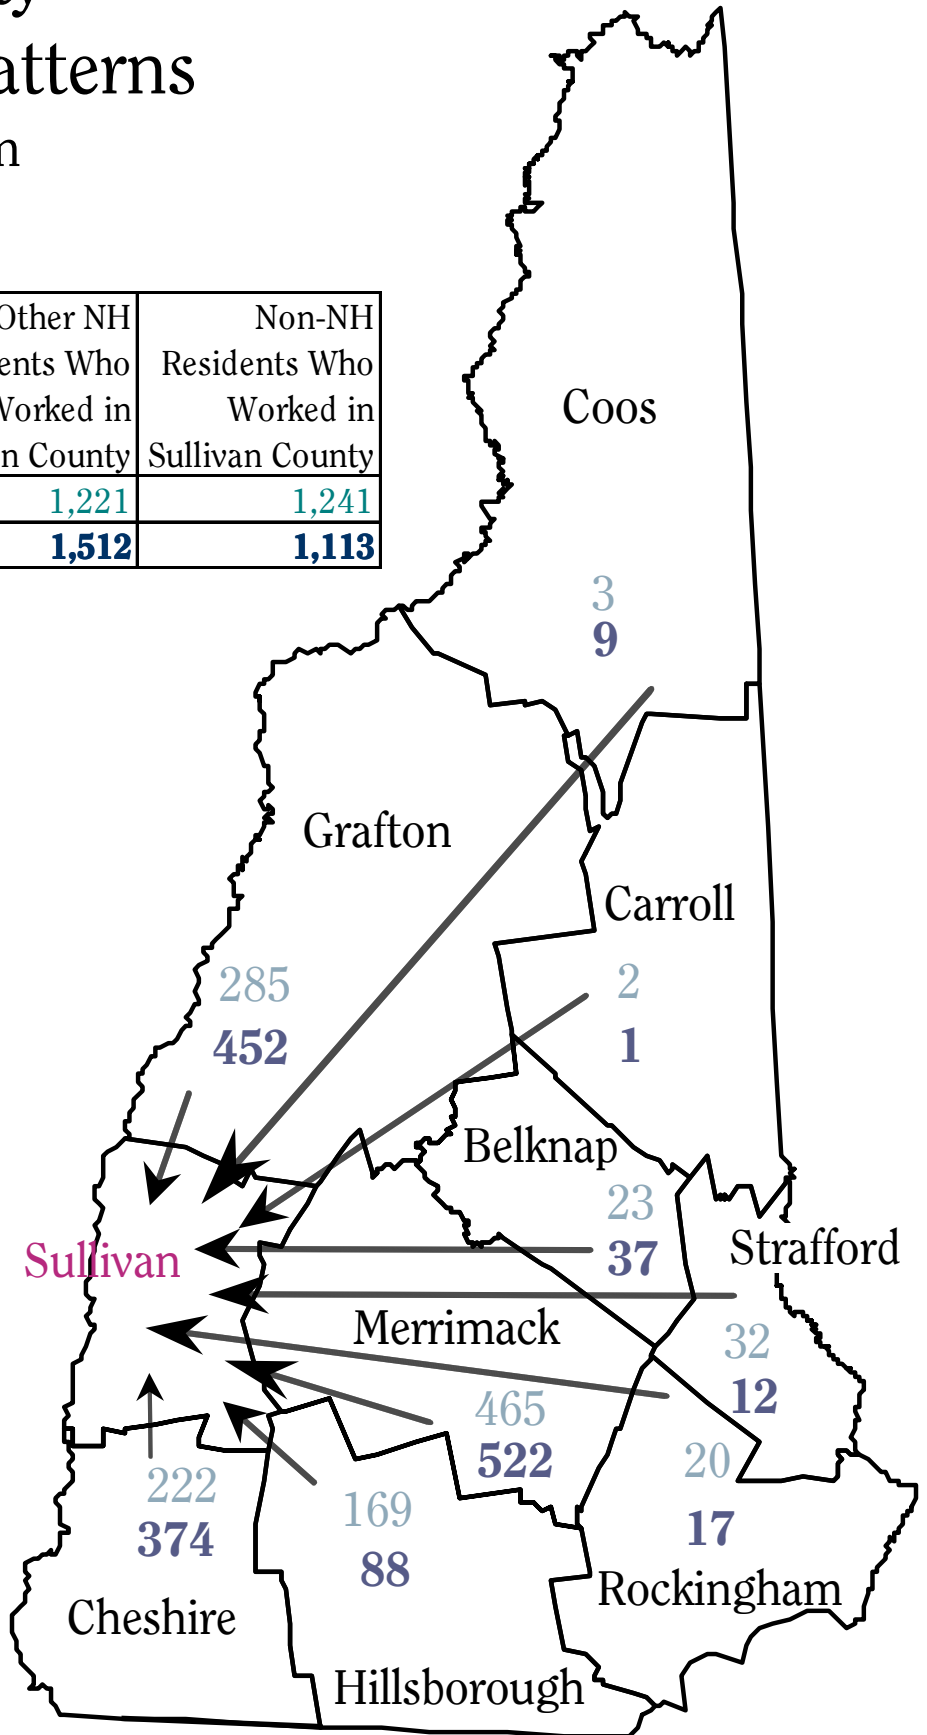 y
atterns
n
Other NH
ents Who
Worked in
n County
Non-NH
Residents Who
Worked in
Sullivan County
1,221
1,241
1,512
1,113
Coos
3
9
Grafton
Carroll
285
452
2
1
Belknap
23
37
Sullivan
Strafford
Merrimack
32
12
465
522
20
17
222
374
169
88
Rockingham
Cheshire
Hillsborough